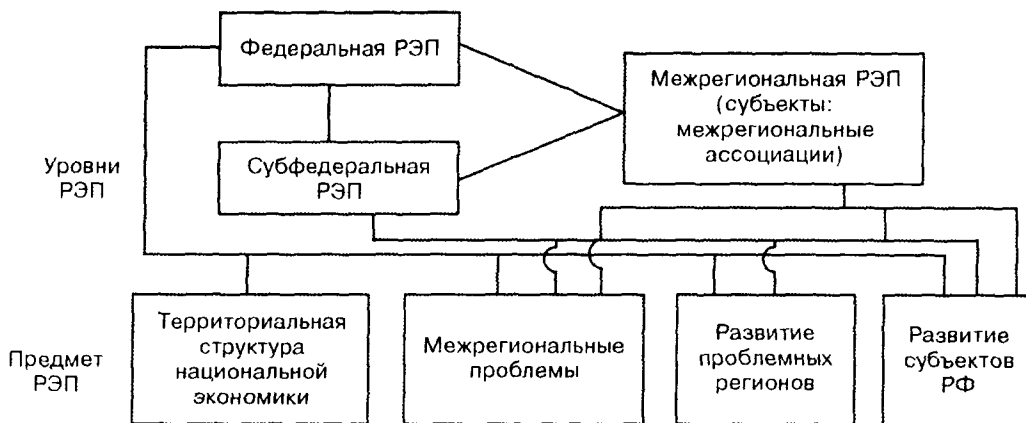 Федеральная РЭП
Межрегиональная РЭП
(субъекты:
межрегиональные
ассоциации)
Уровни
РЭП
Субфедеральная
РЭП
Предмет
РЭП
Территориальная
структура
национальной
экономики
Межрегиональные
проблемы
Развитие
проблемных
регионов
Развитие
субъектов
РФ